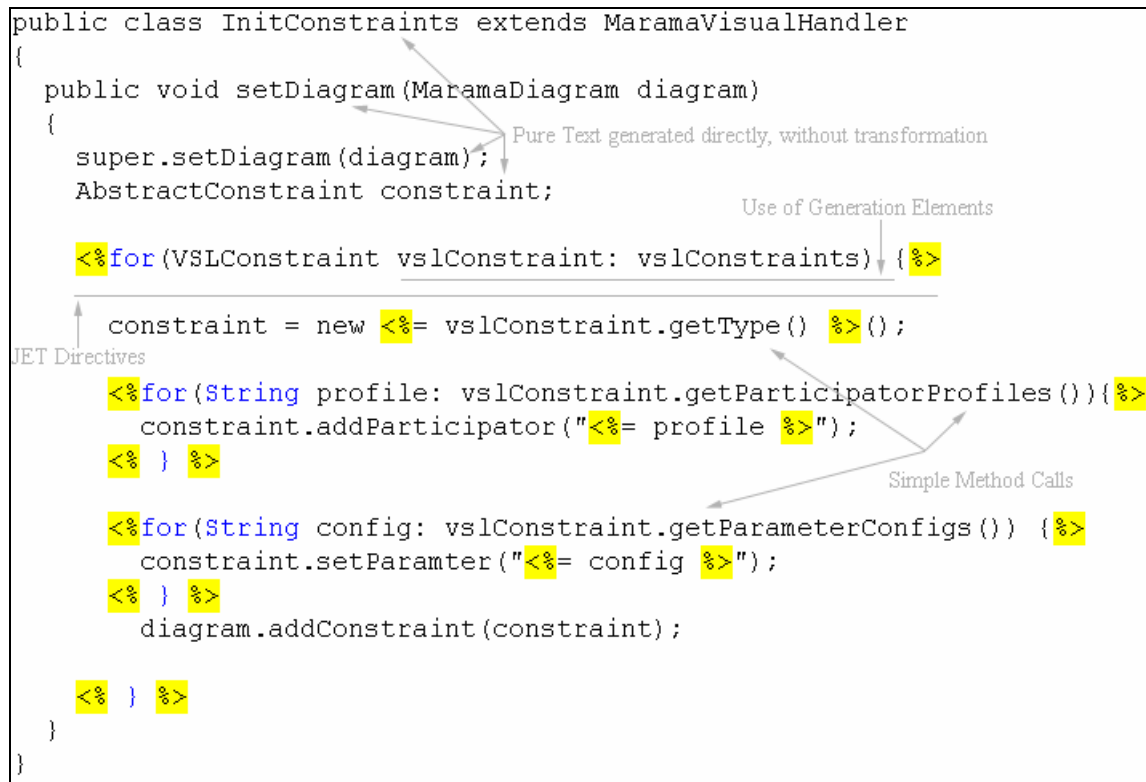 public class InitConstraints extends MaramaVisualHandler
{
public void setDiagram(MaramaDiagram diagram)
{
Pure Text generated directly, without transformation
super.setDiagram(diagram);
AbstractConstraint constraint;
Use of Generation Elements
<%for(VSLConstraint vslConstraint: vslConstraints) {%>
constraint = new <%= vslConstraint.getType() %>();
JET Directives
<%for(String profile: vslConstraint.getParticipatorProfiles()){%>
constraint.addParticipator("<%= profile %>");
<% } %>
Simple Method Calls
<%for(String config: vslConstraint.getParameterConfigs()) {%>
constraint.setParamter("<%= config %>");
<% } %>
diagram.addConstraint(constraint);
<% } %>
}
}